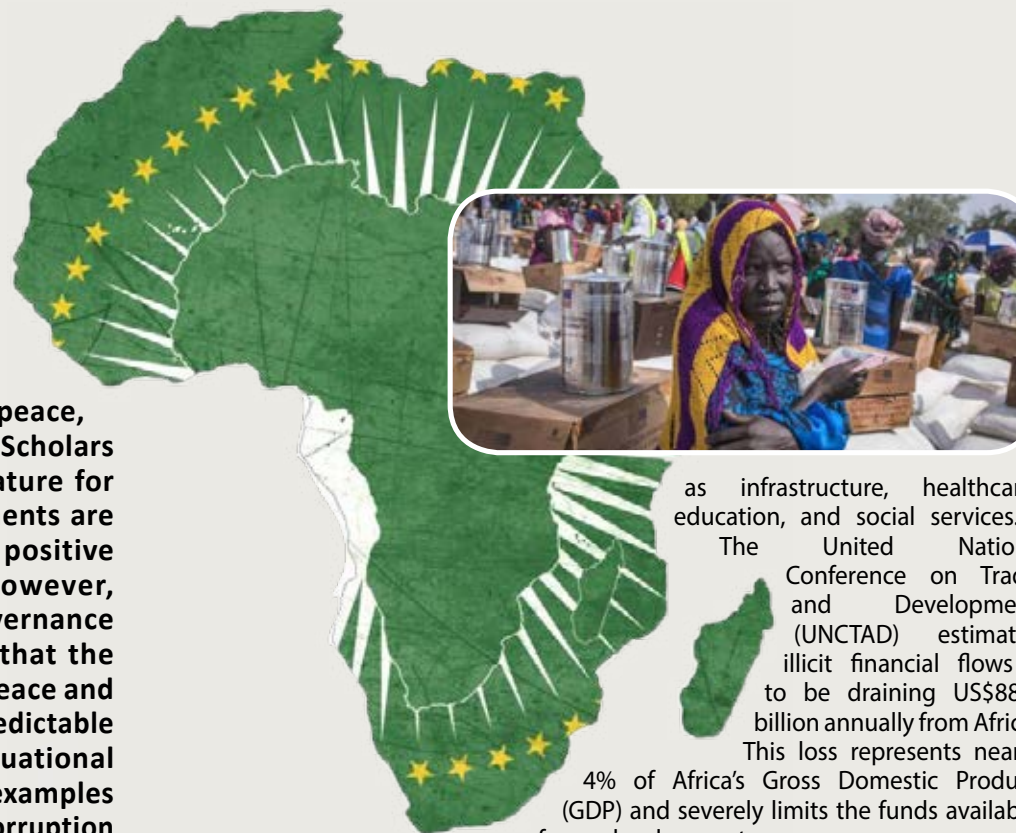 peace,
Scholars
ature for
ents are
positive
owever,
vernance
that the
eace and
edictable
uational
examples
orruption
as infrastructure, healthcar
education, and social services.
The United Natio
Conference on Trad
and Developme
(UNCTAD) estimat
illicit financial flows
to be draining US$88
billion annually from Afric
This loss represents near
4% of Africa’s Gross Domestic Produ
(GDP) and severely limits the funds availab